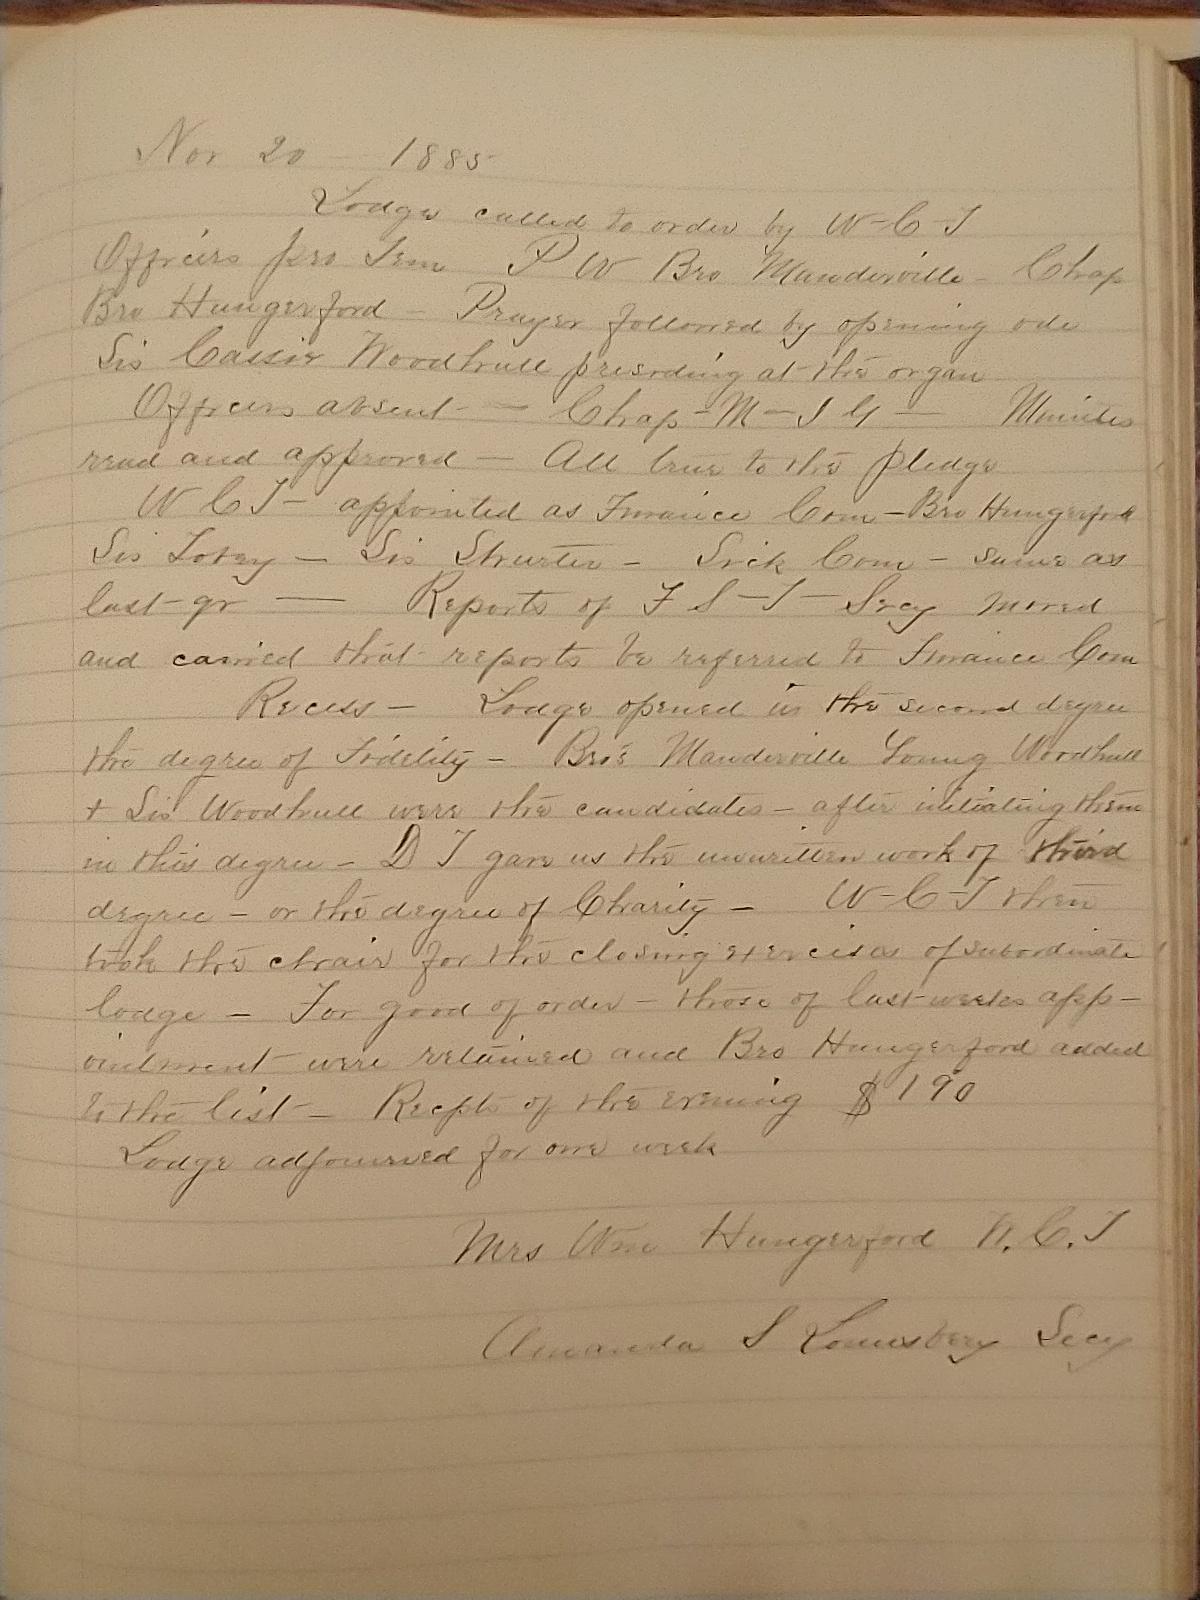 Nov 20 — 1885
Lodge called to order by W-C-T
Officers pro Tem P W Bro Manderville - Chap
Bro Hungerford - Prayer followed by opening ode
Sis Cassie Woodhull presiding at the organ
Officers absent — Chap - M - I G — Minutes
read and approved — All true to the pledge
W C T - appointed as Finance Com - Bro Hungerford
Sis — Sis - Sick Com - same as
last qr — Reports of F S - T - Secy moved
and carried that reports be referred to Finance Com
Recess - Lodge opened in the second degree
the degree of Fidelity - Bro's Manderville Young Woodhull
+ Sis Woodhull were the candidates - after initiating them
in this degree - D T gave us the unwritten work of third
degree - or the degree of Charity - W-C-T then
took the chair for the closing exercises of subordinate
lodge - For good of order - those of last weeks app-
ointment were retained and Bro Hungerford added
to the list - Recpts of the evening $190
Lodge adjourned for one week
Mrs Wm Hungerford W. C. T
Amanda S Lounsbery Secy